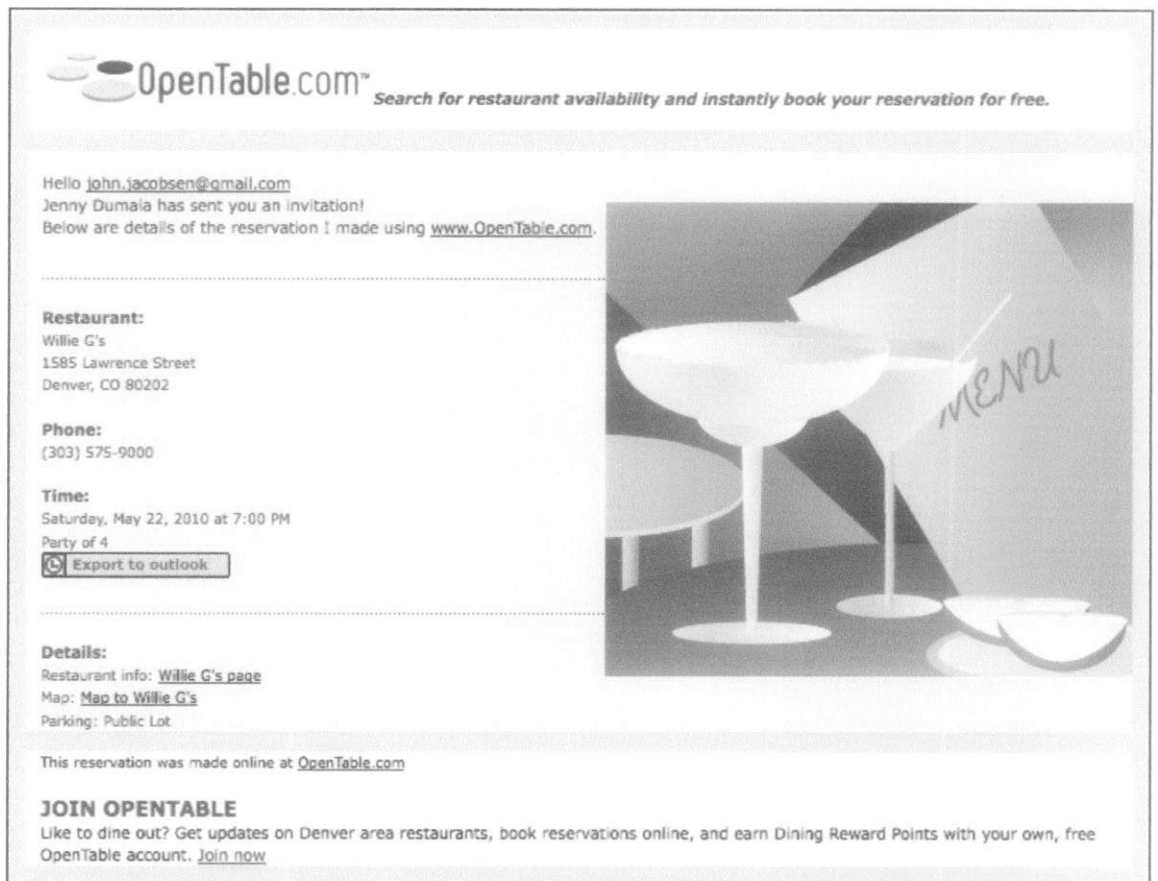 OpenTable.com™
Search for restaurant availability and instantly book your reservation for free.
Hello john.jacobsen@gmail.com
Jenny Dumala has sent you an invitation!
Below are details of the reservation I made using www.OpenTable.com.
Restaurant:
Willie G's
1585 Lawrence Street
Denver, CO 80202
Phone:
(303) 575-9000
Time:
Saturday, May 22, 2010 at 7:00 PM
Party of 4
Export to outlook
MENU
Details:
Restaurant info: Willie G's page
Map: Map to Willie G's
Parking: Public Lot
This reservation was made online at OpenTable.com
JOIN OPENTABLE
Like to dine out? Get updates on Denver area restaurants, book reservations online, and earn Dining Reward Points with your own, free
OpenTable account. Join now